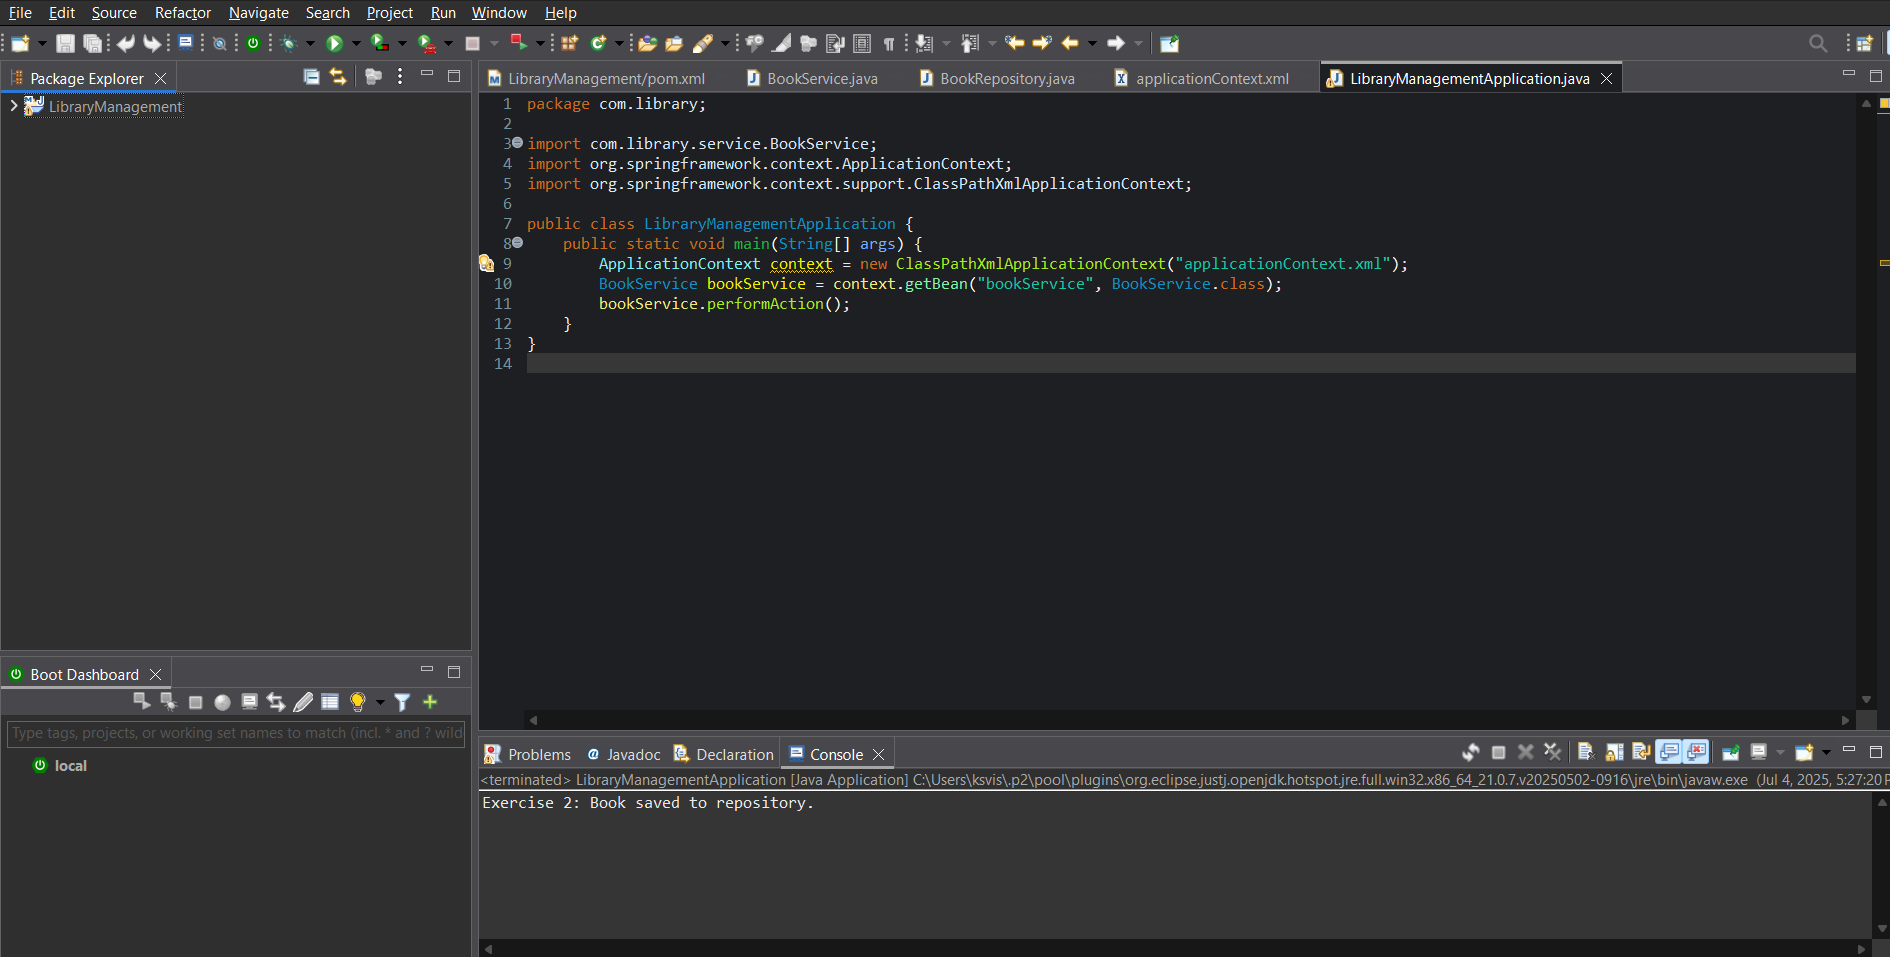 File Edit Source Refactor Navigate Search Project Run Window Help
Package Explorer
LibraryManagement
LibraryManagement/pom.xml BookService.java BookRepository.java applicationContext.xml LibraryManagementApplication.java
1 package com.library;
2
3 import com.library.service.BookService;
4 import org.springframework.context.ApplicationContext;
5 import org.springframework.context.support.ClassPathXmlApplicationContext;
6
7 public class LibraryManagementApplication {
8 public static void main(String[] args) {
9 ApplicationContext context = new ClassPathXmlApplicationContext("applicationContext.xml");
10 BookService bookService = context.getBean("bookService", BookService.class);
11 bookService.performAction();
12 }
13 }
14
Boot Dashboard
Type tags, projects, or working set names to match (incl. * and ? wild
local
Problems Javadoc Declaration Console
<terminated> LibraryManagementApplication [Java Application] C:\Users\ksvis\.p2\pool\plugins\org.eclipse.justj.openjdk.hotspot.jre.full.win32.x86_64_21.0.7.v20250502-0916\jre\bin\javaw.exe (Jul 4, 2025, 5:27:20 P
Exercise 2: Book saved to repository.